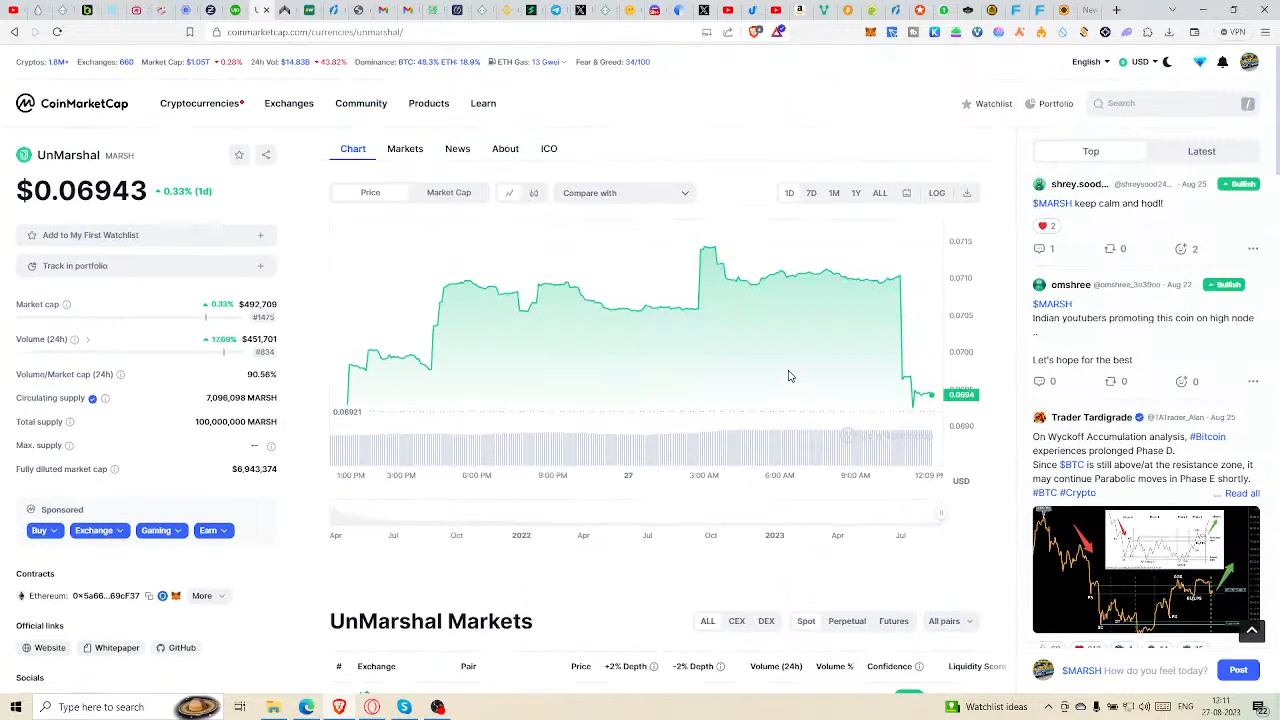 New
coinmarketcap.com/currencies/unmarshal/
VPN
Cryptos: 1.8M+ Exchanges: 660 Market Cap: $1.05T 0.28% 24h Vol: $14.83B 43.82% Dominance: BTC: 48.3% ETH: 18.9% ETH Gas: 13 Gwei Fear & Greed: 34/100
English USD
CoinMarketCap
Cryptocurrencies Exchanges Community Products Learn
Watchlist Portfolio Search /
UnMarshal MARSH
$0.06943 0.33% (1d)
Add to My First Watchlist +
Track in portfolio +
Market cap 0.33% $492,709
#1475
Volume (24h) 17.69% $451,701
#834
Volume/Market cap (24h) 90.56%
Circulating supply 7,096,098 MARSH
Total supply 100,000,000 MARSH
Max. supply --
Fully diluted market cap $6,943,374
Sponsored
Buy Exchange Gaming Earn
Contracts
Ethereum: 0x5a66...69cF37 More
Official links
Website Whitepaper GitHub
Socials
Chart Markets News About ICO
Price Market Cap Compare with 1D 7D 1M 1Y ALL LOG
0.0715
0.0710
0.0705
0.0700
0.0694
0.0690
0.06921
1:00 PM 3:00 PM 6:00 PM 9:00 PM 27 3:00 AM 6:00 AM 9:00 AM 12:09 PM
USD
Apr Jul Oct 2022 Apr Jul Oct 2023 Apr Jul
UnMarshal Markets
ALL CEX DEX Spot Perpetual Futures All pairs
# Exchange Pair Price +2% Depth -2% Depth Volume (24h) Volume % Confidence Liquidity Score
Top Latest
shrey.sood... @shreysood24... · Aug 25 Bullish
$MARSH keep calm and hodl!
2
1 0 2
omshree @omshree_3o39oo · Aug 22 Bullish
$MARSH
Indian youtubers promoting this coin on high node
..
Let's hope for the best
0 0 0
Trader Tardigrade @TATrader_Alan · Aug 25
On Wyckoff Accumulation analysis, #Bitcoin
experiences prolonged Phase D.
Since $BTC is still above/at the resistance zone, it
may continue Parabolic moves in Phase E shortly.
#BTC #Crypto ... Read all
$MARSH How do you feel today? Post
Type here to search
Watchlist ideas
ENG
12:11
27-08-2023
22